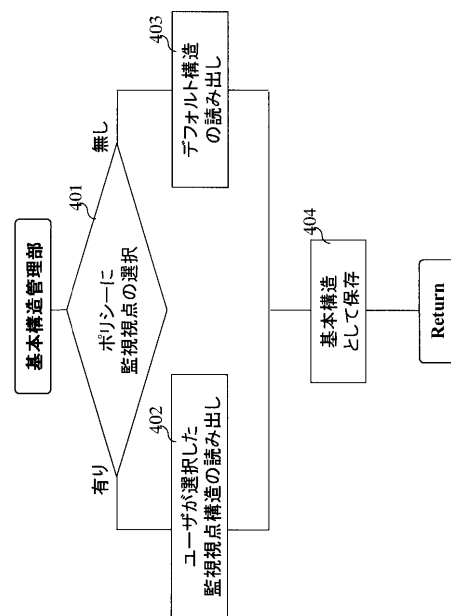 基本構造管理部
401
ポリシーに
監視視点の選択
有り
無し
402
ユーザが選択した
監視視点構造の読み出し
403
デフォルト構造
の読み出し
404
基本構造
として保存
Return